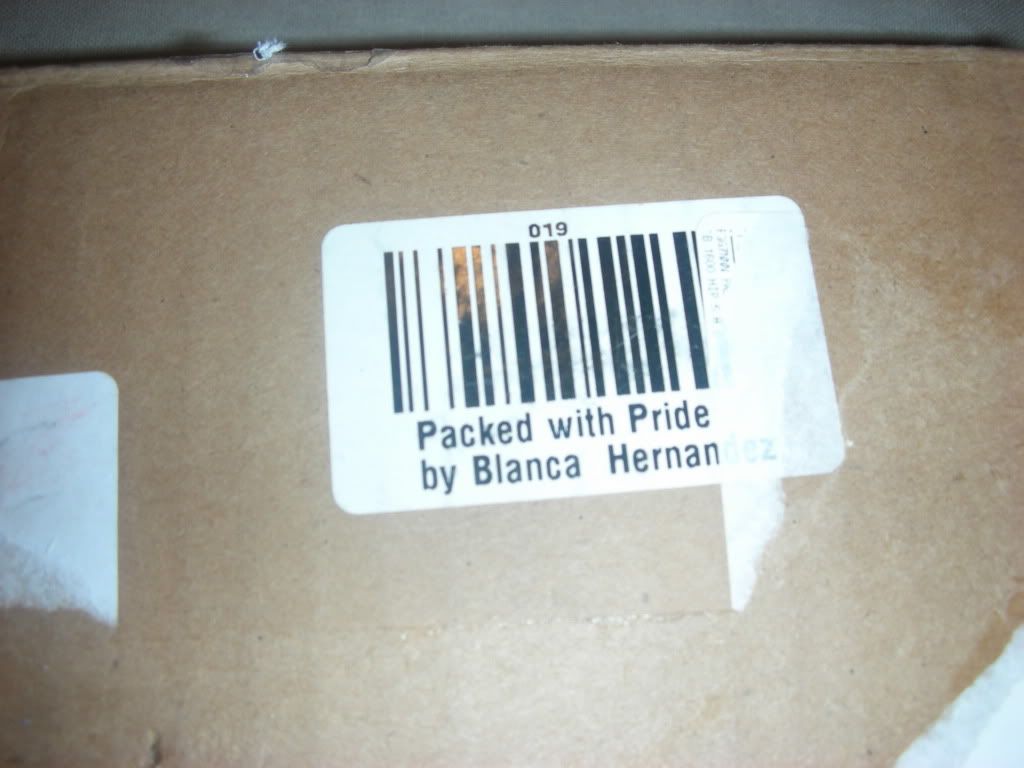 019
Packed with Pride
by Blanca Hernandez